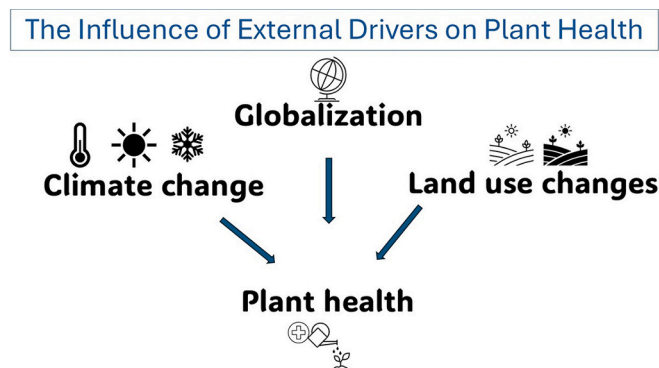 The Influence of External Drivers on Plant Health
Globalization
Climate change
Land use changes
Plant health